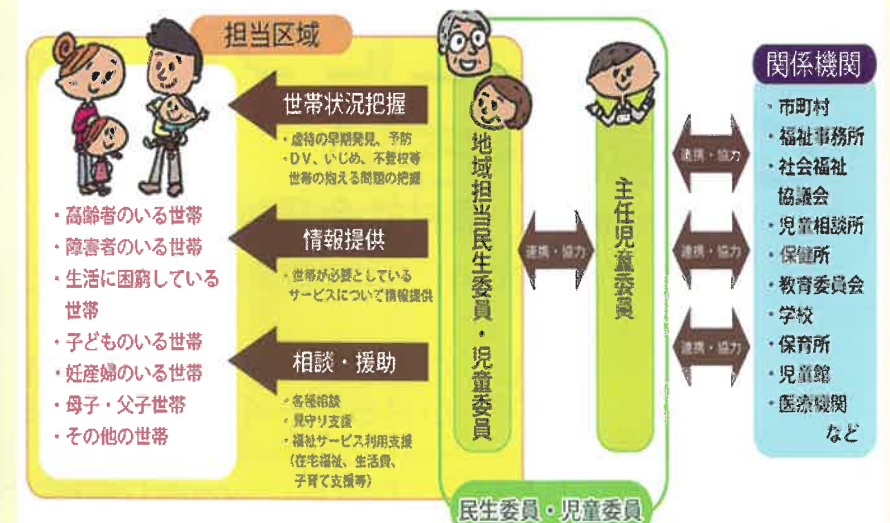 担当区域
世帯状況把握
・虐待の早期発見、予防
・DV、いじめ、不登校等
世帯の抱える問題の把握
情報提供
・世帯が必要としている
サービスについて情報提供
相談・援助
・各種相談
・見守り支援
・福祉サービス利用支援
(在宅福祉、生活費、
子育て支援等)
・高齢者のいる世帯
・障害者のいる世帯
・生活に困窮している
世帯
・子どものいる世帯
・妊産婦のいる世帯
・母子・父子世帯
・その他の世帯
地域担当民生委員・児童委員
連携・協力
主任児童委員
民生委員・児童委員
連携・協力
連携・協力
連携・協力
関係機関
・市町村
・福祉事務所
・社会福祉
協議会
・児童相談所
・保健所
・教育委員会
・学校
・保育所
・児童館
・医療機関
など